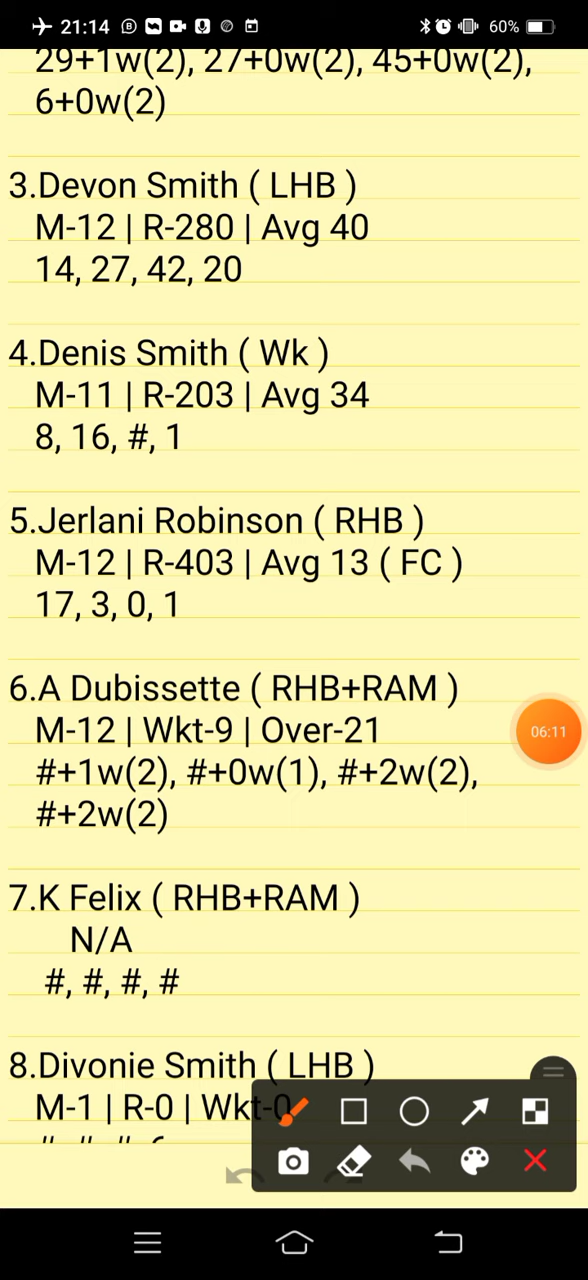 21:14
60%
29+1w(2), 27+0w(2), 45+0w(2),
6+0w(2)
3.Devon Smith ( LHB )
M-12 | R-280 | Avg 40
14, 27, 42, 20
4.Denis Smith ( Wk )
M-11 | R-203 | Avg 34
8, 16, #, 1
5.Jerlani Robinson ( RHB )
M-12 | R-403 | Avg 13 ( FC )
17, 3, 0, 1
6.A Dubissette ( RHB+RAM )
M-12 | Wkt-9 | Over-21
06:11
#+1w(2), #+0w(1), #+2w(2),
#+2w(2)
7.K Felix ( RHB+RAM )
N/A
#, #, #, #
8.Divonie Smith ( LHB )
M-1 | R-0 | Wkt-0